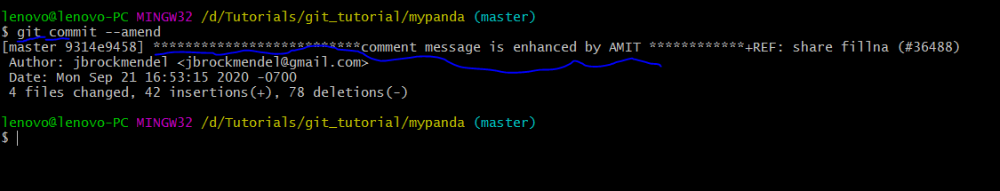 lenovo@lenovo-PC MINGW32 /d/Tutorials/git_tutorial/mypanda (master)
$ git commit --amend
[master 9314e9458] **************************comment message is enhanced by AMIT ************+REF: share fillna (#36488)
Author: jbrockmendel <jbrockmendel@gmail.com>
Date: Mon Sep 21 16:53:15 2020 -0700
4 files changed, 42 insertions(+), 78 deletions(-)
lenovo@lenovo-PC MINGW32 /d/Tutorials/git_tutorial/mypanda (master)
$